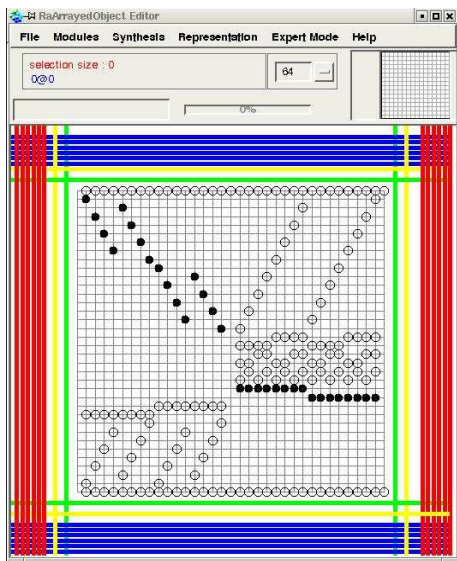 RaArrayedObject Editor
File Modules Synthesis Representation Expert Mode Help
selection size : 0
0@0
64
0%